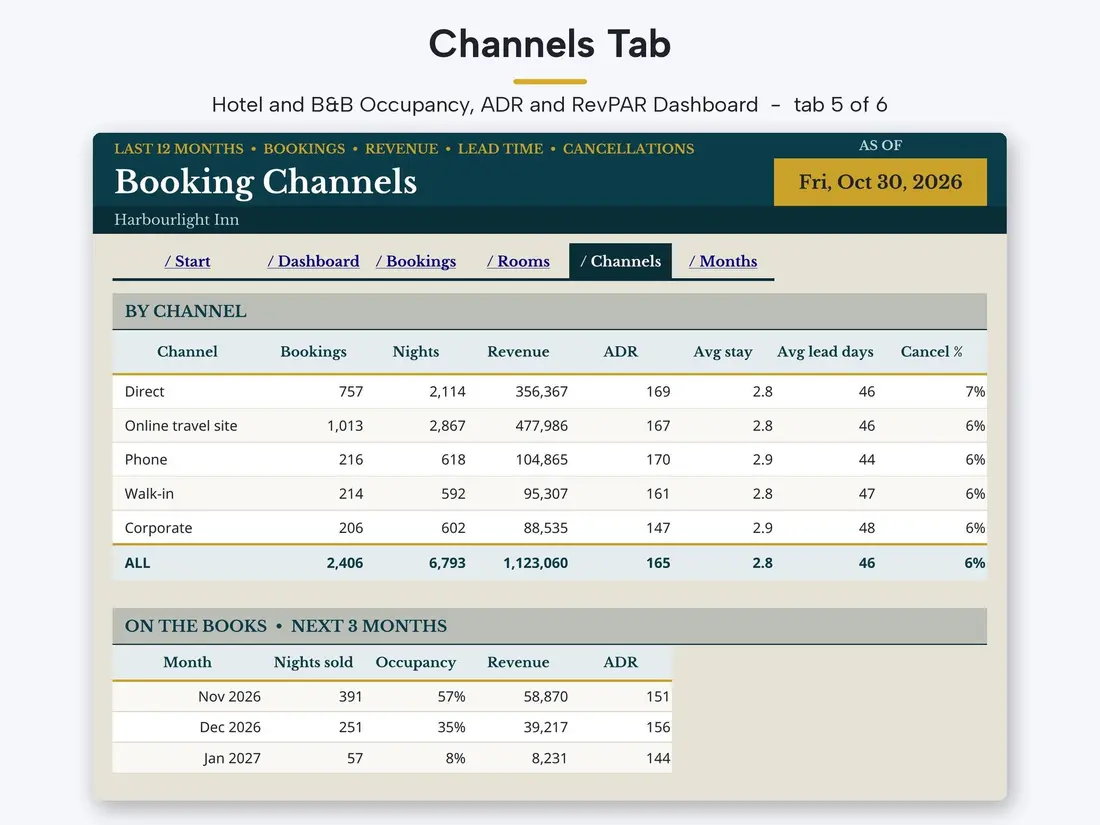 Channels Tab
Hotel and B&B Occupancy, ADR and RevPAR Dashboard - tab 5 of 6
LAST 12 MONTHS • BOOKINGS • REVENUE • LEAD TIME • CANCELLATIONS
AS OF
Booking Channels
Fri, Oct 30, 2026
Harbourlight Inn
/ Start / Dashboard / Bookings / Rooms / Channels / Months
BY CHANNEL
Channel Bookings Nights Revenue ADR Avg stay Avg lead days Cancel %
Direct 757 2,114 356,367 169 2.8 46 7%
Online travel site 1,013 2,867 477,986 167 2.8 46 6%
Phone 216 618 104,865 170 2.9 44 6%
Walk-in 214 592 95,307 161 2.8 47 6%
Corporate 206 602 88,535 147 2.9 48 6%
ALL 2,406 6,793 1,123,060 165 2.8 46 6%
ON THE BOOKS • NEXT 3 MONTHS
Month Nights sold Occupancy Revenue ADR
Nov 2026 391 57% 58,870 151
Dec 2026 251 35% 39,217 156
Jan 2027 57 8% 8,231 144